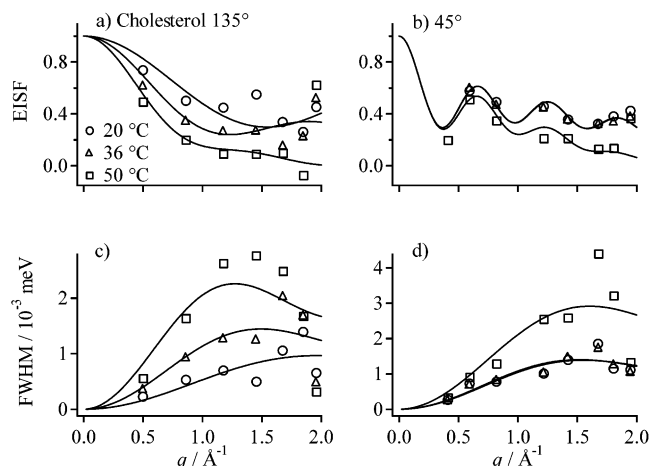 a) Cholesterol 135°
b) 45°
EISF
0.8
0.4
0.0
20 °C
36 °C
50 °C
0.8
0.4
0.0
c)
d)
FWHM / 10⁻³ meV
2
1
0
4
3
2
1
0
0.0 0.5 1.0 1.5 2.0
0.0 0.5 1.0 1.5 2.0
q / Å⁻¹
q / Å⁻¹